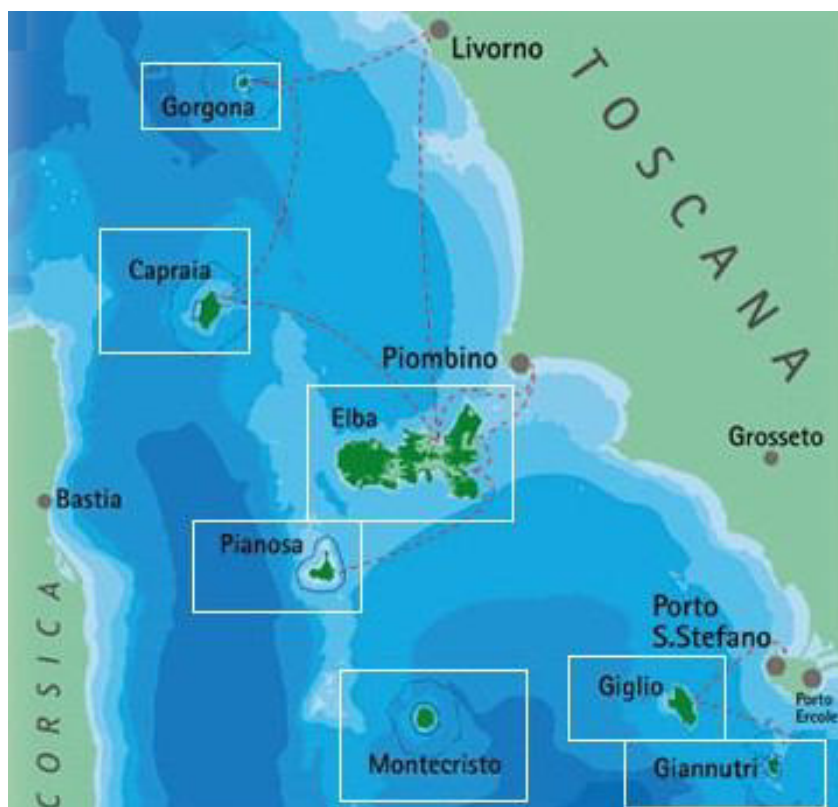 Livorno
TOSCANA
Gorgona
Capraia
Piombino
Elba
Grosseto
Bastia
Pianosa
CORSICA
Porto
S.Stefano
Giglio
Porto
Ercole
Montecristo
Giannutri